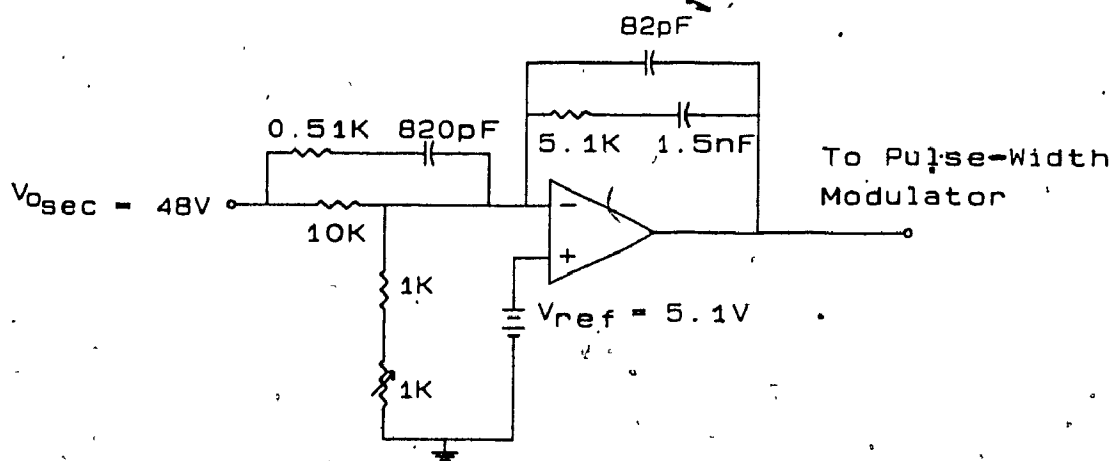 82pF
0.51K 820pF
5.1K 1.5nF
To Pulse-Width
Modulator
Vosec = 48V
10K
-
+
1K
Vref = 5.1V
1K